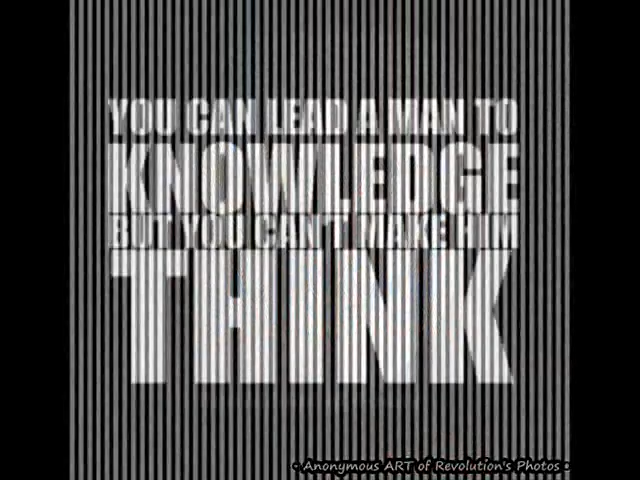 YOU CAN LEAD A MAN TO
KNOWLEDGE
BUT YOU CAN'T MAKE HIM
THINK
• Anonymous ART of Revolution's Photos •